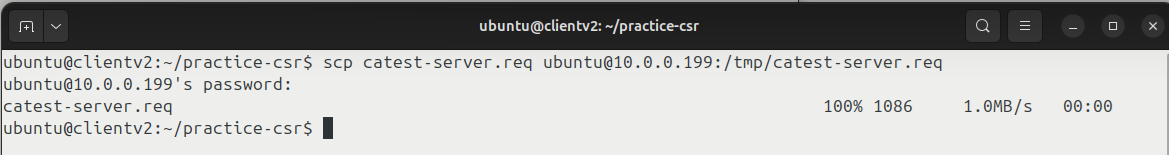 ubuntu@clientv2: ~/practice-csr
ubuntu@clientv2:~/practice-csr$ scp catest-server.req ubuntu@10.0.0.199:/tmp/catest-server.req
ubuntu@10.0.0.199's password:
catest-server.req 100% 1086 1.0MB/s 00:00
ubuntu@clientv2:~/practice-csr$